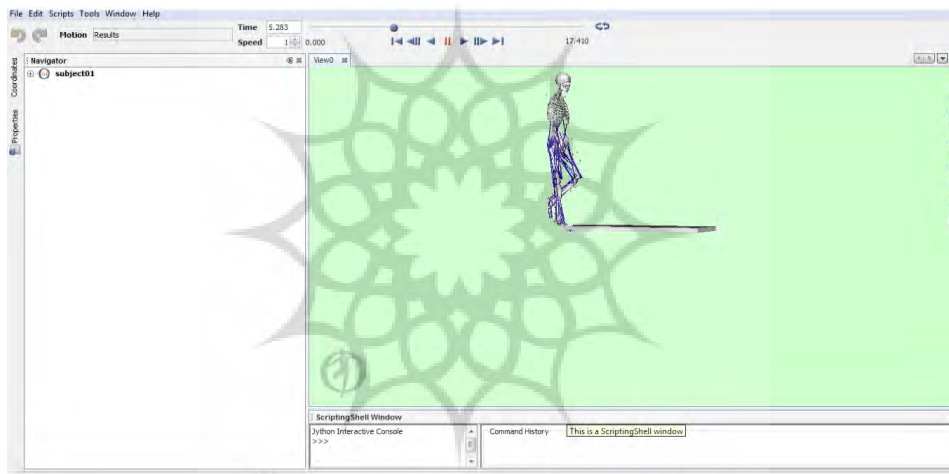 File Edit Scripts Tools Window Help
Motion Results
Time 5.283
Speed 1
0.000
17.410
Coordinates
Properties
Navigator
subject01
View0
ScriptingShell Window
Jython Interactive Console
>>>
Command History
This is a ScriptingShell window